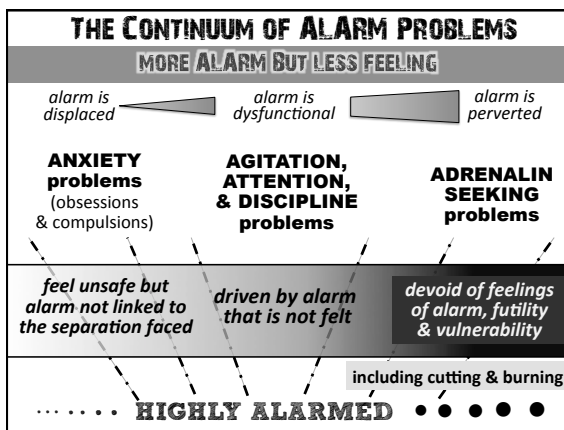 THE CONTINUUM OF ALARM PROBLEMS
MORE ALARM BUT LESS FEELING
alarm is
displaced
alarm is
dysfunctional
alarm is
perverted
ANXIETY
problems
(obsessions
& compulsions)
AGITATION,
ATTENTION,
& DISCIPLINE
problems
ADRENALIN
SEEKING
problems
feel unsafe but
alarm not linked to
the separation faced
driven by alarm
that is not felt
devoid of feelings
of alarm, futility
& vulnerability
including cutting & burning
HIGHLY ALARMED